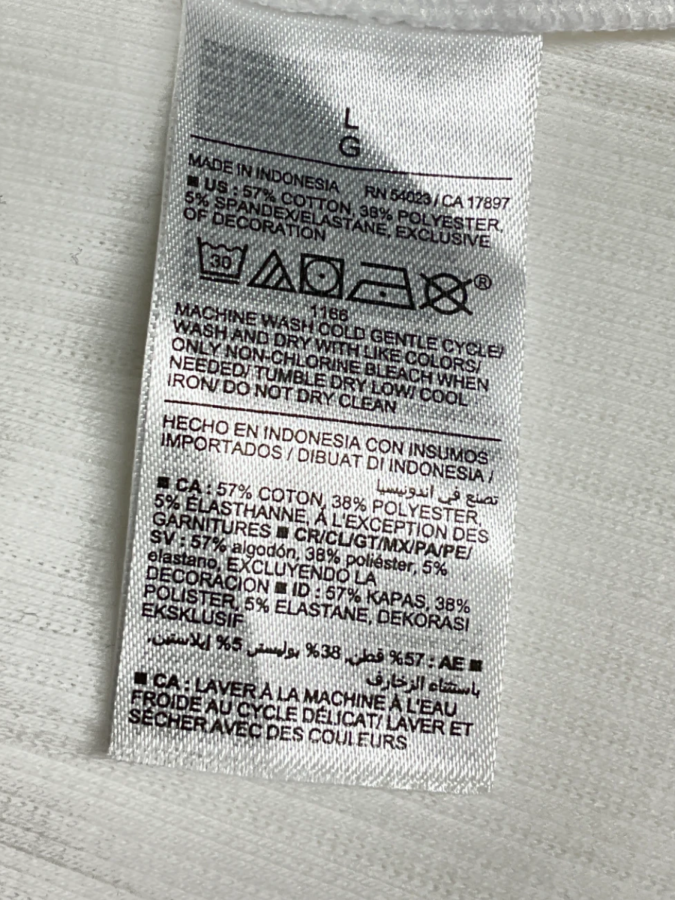 L
G
MADE IN INDONESIA RN 54023 / CA 17897
■ US : 57% COTTON, 38% POLYESTER,
5% SPANDEX/ELASTANE, EXCLUSIVE
OF DECORATION
30 ®
1168
MACHINE WASH COLD GENTLE CYCLE/
WASH AND DRY WITH LIKE COLORS/
ONLY NON-CHLORINE BLEACH WHEN
NEEDED/ TUMBLE DRY LOW/ COOL
IRON/ DO NOT DRY CLEAN
HECHO EN INDONESIA CON INSUMOS
IMPORTADOS / DIBUAT DI INDONESIA /
تصنع في اندونيسيا
■ CA : 57% COTON, 38% POLYESTER,
5% ÉLASTHANNE, À L'EXCEPTION DES
GARNITURES ■ CR/CL/GT/MX/PA/PE/
SV : 57% algodón, 38% poliéster, 5%
elastano, EXCLUYENDO LA
DECORACIÓN ■ ID : 57% KAPAS, 38%
POLISTER, 5% ELASTANE, DEKORASI
EKSKLUSIF
■ AE : 57% قطن, 38% بوليستر, 5% إيلاستين,
باستثناء الزخارف
■ CA : LAVER À LA MACHINE À L'EAU
FROIDE AU CYCLE DÉLICAT/ LAVER ET
SÉCHER AVEC DES COULEURS